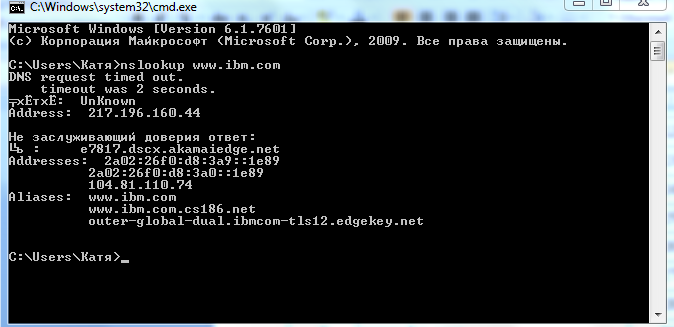 C:\Windows\system32\cmd.exe
Microsoft Windows [Version 6.1.7601]
(c) Корпорация Майкрософт (Microsoft Corp.), 2009. Все права защищены.
C:\Users\Катя>nslookup www.ibm.com
DNS request timed out.
timeout was 2 seconds.
╤хЁтхЁ: UnKnown
Address: 217.196.160.44
Не заслуживающий доверия ответ:
e7817.dscx.akamaiedge.net
Addresses: 2a02:26f0:d8:3a9::1e89
2a02:26f0:d8:3a0::1e89
104.81.110.74
Aliases: www.ibm.com
www.ibm.com.cs186.net
outer-global-dual.ibmcom-tls12.edgekey.net
C:\Users\Катя>_